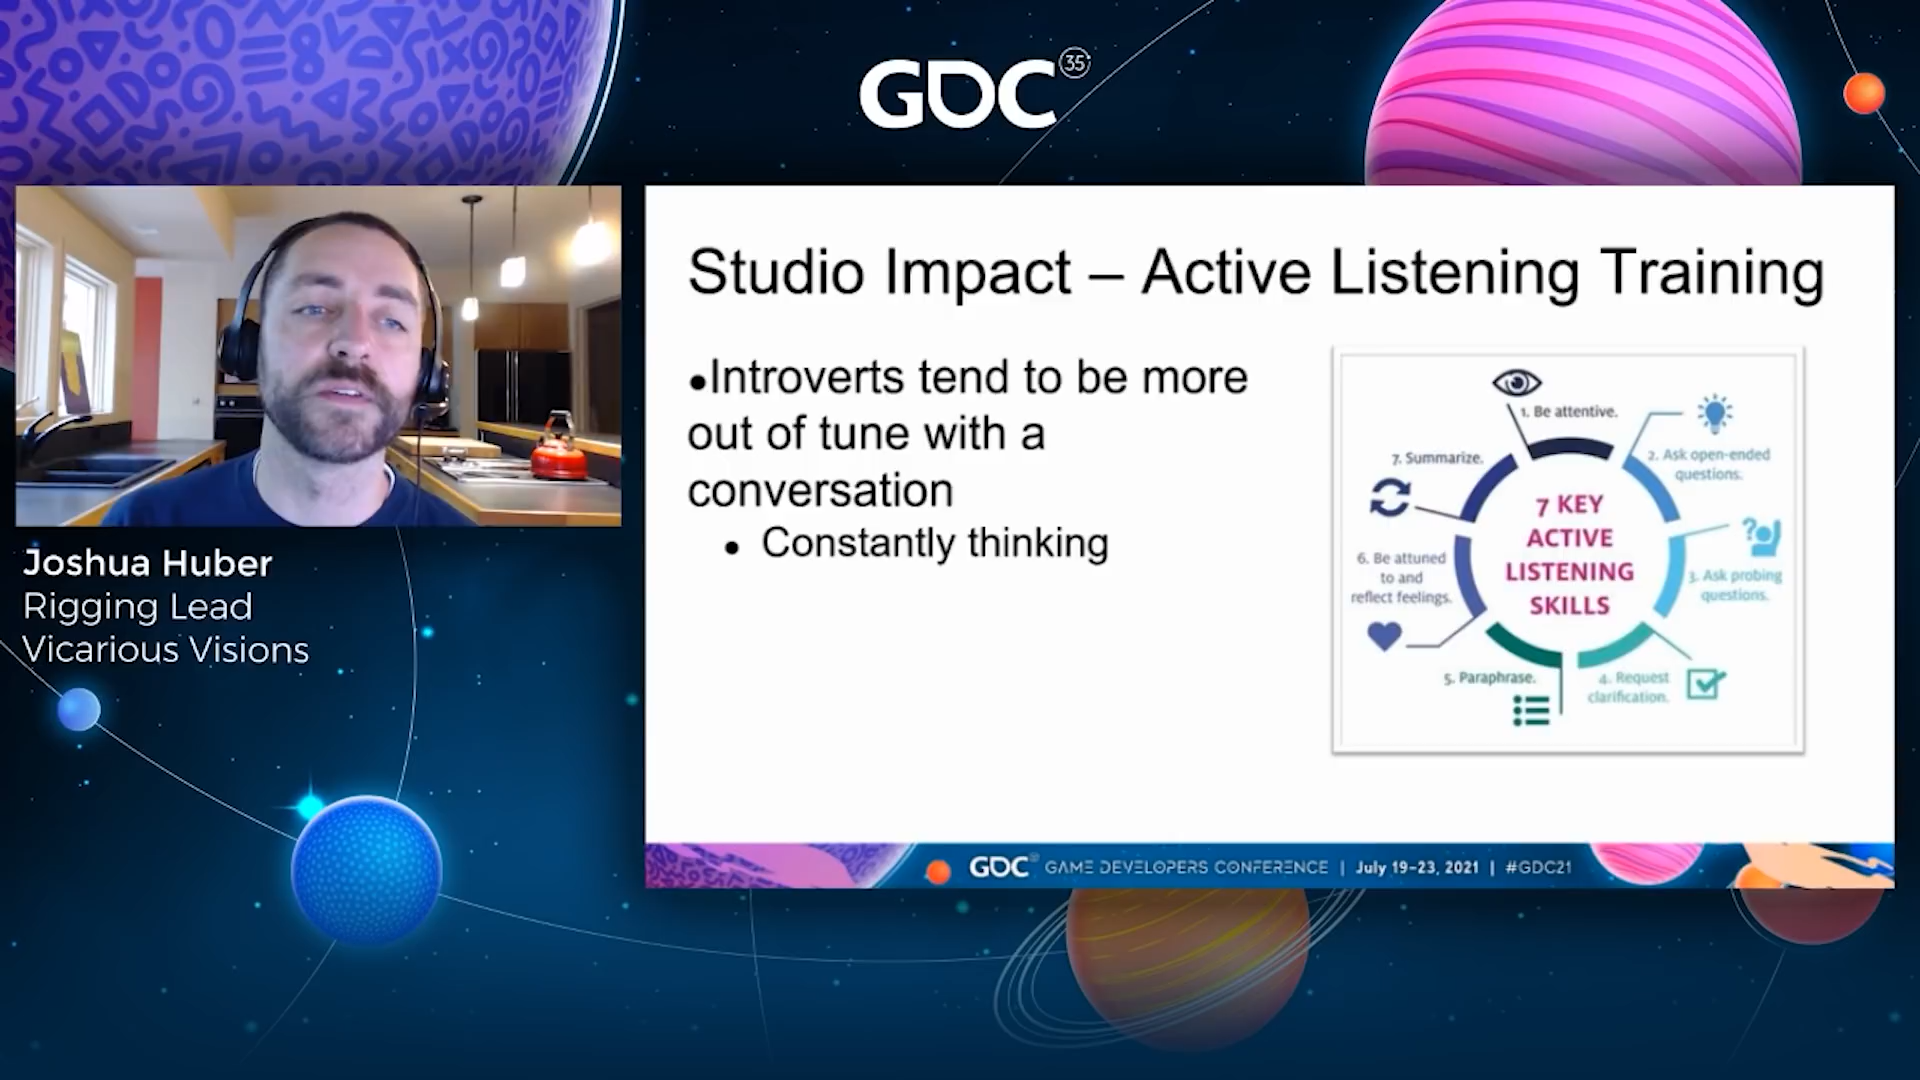 GDC 35
Joshua Huber
Rigging Lead
Vicarious Visions
Studio Impact – Active Listening Training
•Introverts tend to be more
out of tune with a
conversation
• Constantly thinking
7 KEY
ACTIVE
LISTENING
SKILLS
1. Be attentive.
2. Ask open-ended
questions.
3. Ask probing
questions.
4. Request
clarification.
5. Paraphrase.
6. Be attuned
to and
reflect feelings.
7. Summarize.
GDC GAME DEVELOPERS CONFERENCE | July 19-23, 2021 | #GDC21